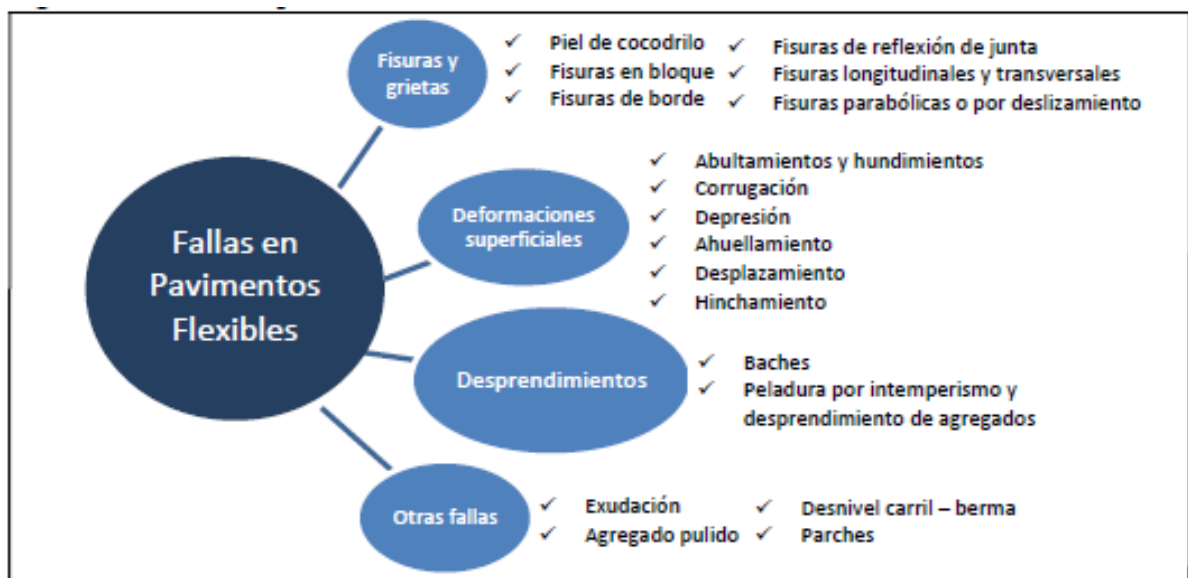 Fallas en
Pavimentos
Flexibles
Fisuras y
grietas
✓ Piel de cocodrilo
✓ Fisuras en bloque
✓ Fisuras de borde
✓ Fisuras de reflexión de junta
✓ Fisuras longitudinales y transversales
✓ Fisuras parabólicas o por deslizamiento
Deformaciones
superficiales
✓ Abultamientos y hundimientos
✓ Corrugación
✓ Depresión
✓ Ahuellamiento
✓ Desplazamiento
✓ Hinchamiento
Desprendimientos
✓ Baches
✓ Peladura por intemperismo y
desprendimiento de agregados
Otras fallas
✓ Exudación
✓ Agregado pulido
✓ Desnivel carril – berma
✓ Parches